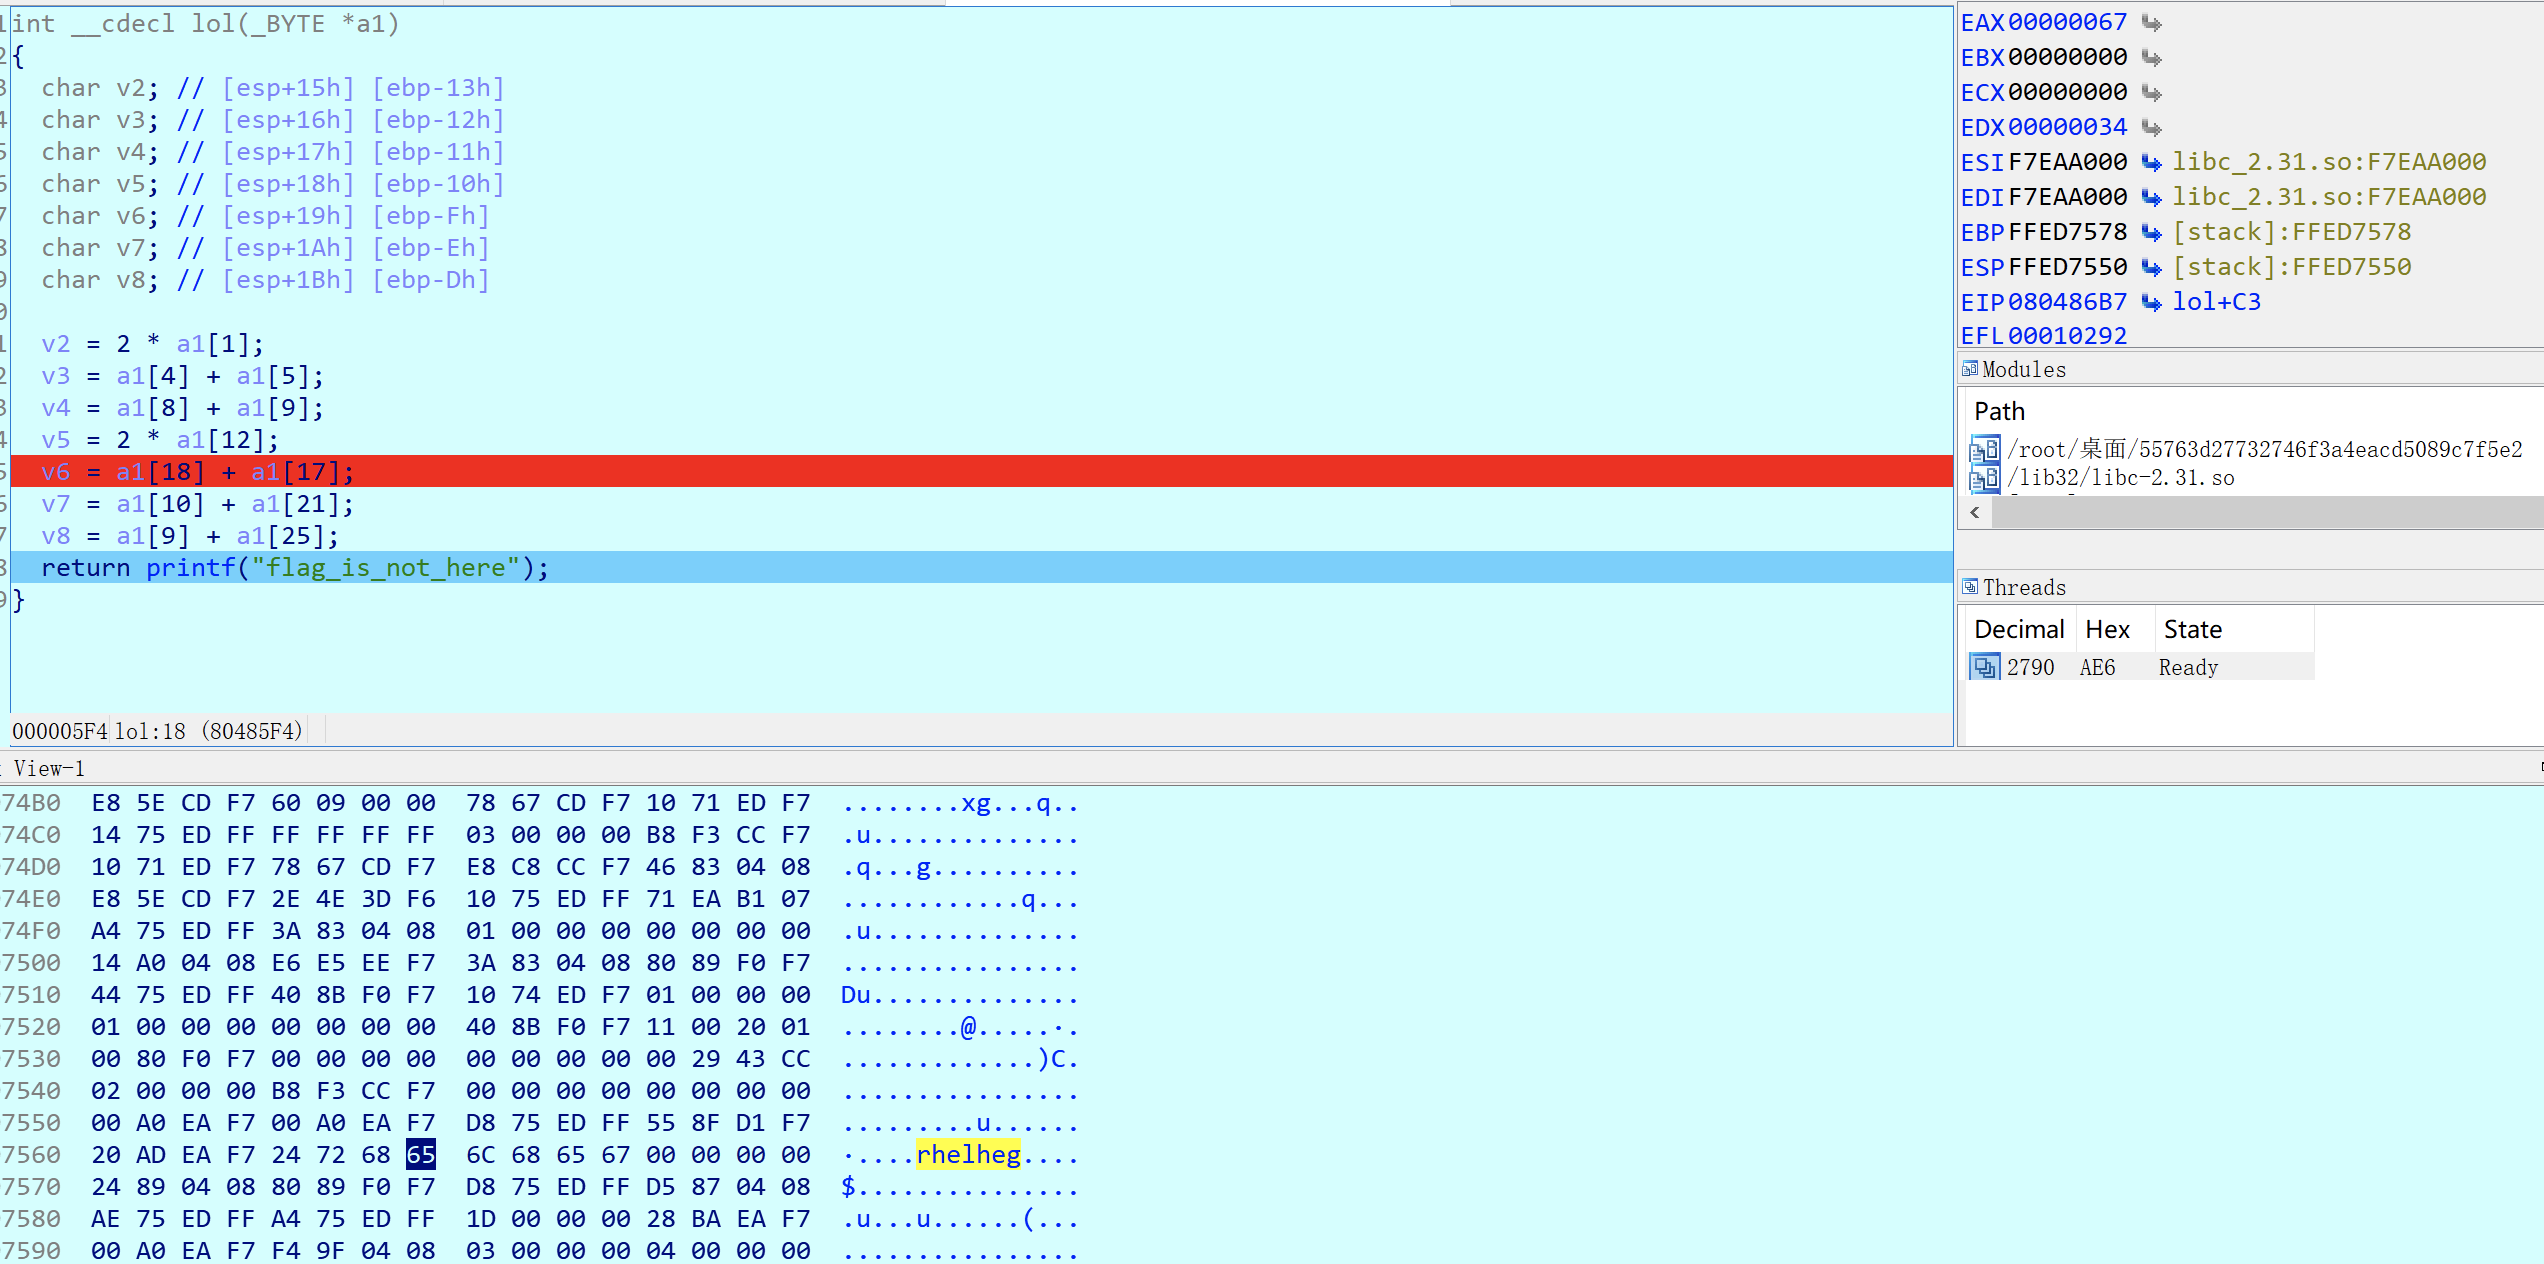 int __cdecl lol(_BYTE *a1)
{
  char v2; // [esp+15h] [ebp-13h]
  char v3; // [esp+16h] [ebp-12h]
  char v4; // [esp+17h] [ebp-11h]
  char v5; // [esp+18h] [ebp-10h]
  char v6; // [esp+19h] [ebp-Fh]
  char v7; // [esp+1Ah] [ebp-Eh]
  char v8; // [esp+1Bh] [ebp-Dh]
  v2 = 2 * a1[1];
  v3 = a1[4] + a1[5];
  v4 = a1[8] + a1[9];
  v5 = 2 * a1[12];
  v6 = a1[18] + a1[17];
  v7 = a1[10] + a1[21];
  v8 = a1[9] + a1[25];
  return printf("flag_is_not_here");
}
000005F4 lol:18 (80485F4)
EAX 00000067
EBX 00000000
ECX 00000000
EDX 00000034
ESI F7EAA000 libc_2.31.so:F7EAA000
EDI F7EAA000 libc_2.31.so:F7EAA000
EBP FFED7578 [stack]:FFED7578
ESP FFED7550 [stack]:FFED7550
EIP 080486B7 lol+C3
EFL 00010292
Modules
Path
/root/桌面/55763d27732746f3a4eacd5089c7f5e2
/lib32/libc-2.31.so
Threads
Decimal Hex State
2790 AE6 Ready
View-1
74B0 E8 5E CD F7 60 09 00 00 78 67 CD F7 10 71 ED F7 ........xg...q..
74C0 14 75 ED FF FF FF FF FF 03 00 00 00 B8 F3 CC F7 .u..............
74D0 10 71 ED F7 78 67 CD F7 E8 C8 CC F7 46 83 04 08 .q...g..........
74E0 E8 5E CD F7 2E 4E 3D F6 10 75 ED FF 71 EA B1 07 ............q...
74F0 A4 75 ED FF 3A 83 04 08 01 00 00 00 00 00 00 00 .u..............
7500 14 A0 04 08 E6 E5 EE F7 3A 83 04 08 80 89 F0 F7 ................
7510 44 75 ED FF 40 8B F0 F7 10 74 ED F7 01 00 00 00 Du..............
7520 01 00 00 00 00 00 00 00 40 8B F0 F7 11 00 20 01 ........@.....·.
7530 00 80 F0 F7 00 00 00 00 00 00 00 00 00 29 43 CC .............)C.
7540 02 00 00 00 B8 F3 CC F7 00 00 00 00 00 00 00 00 ................
7550 00 A0 EA F7 00 A0 EA F7 D8 75 ED FF 55 8F D1 F7 .........u......
7560 20 AD EA F7 24 72 68 65 6C 68 65 67 00 00 00 00 ·....rhelheg....
7570 24 89 04 08 80 89 F0 F7 D8 75 ED FF D5 87 04 08 $...............
7580 AE 75 ED FF A4 75 ED FF 1D 00 00 00 28 BA EA F7 .u...u......(...
7590 00 A0 EA F7 F4 9F 04 08 03 00 00 00 04 00 00 00 ................